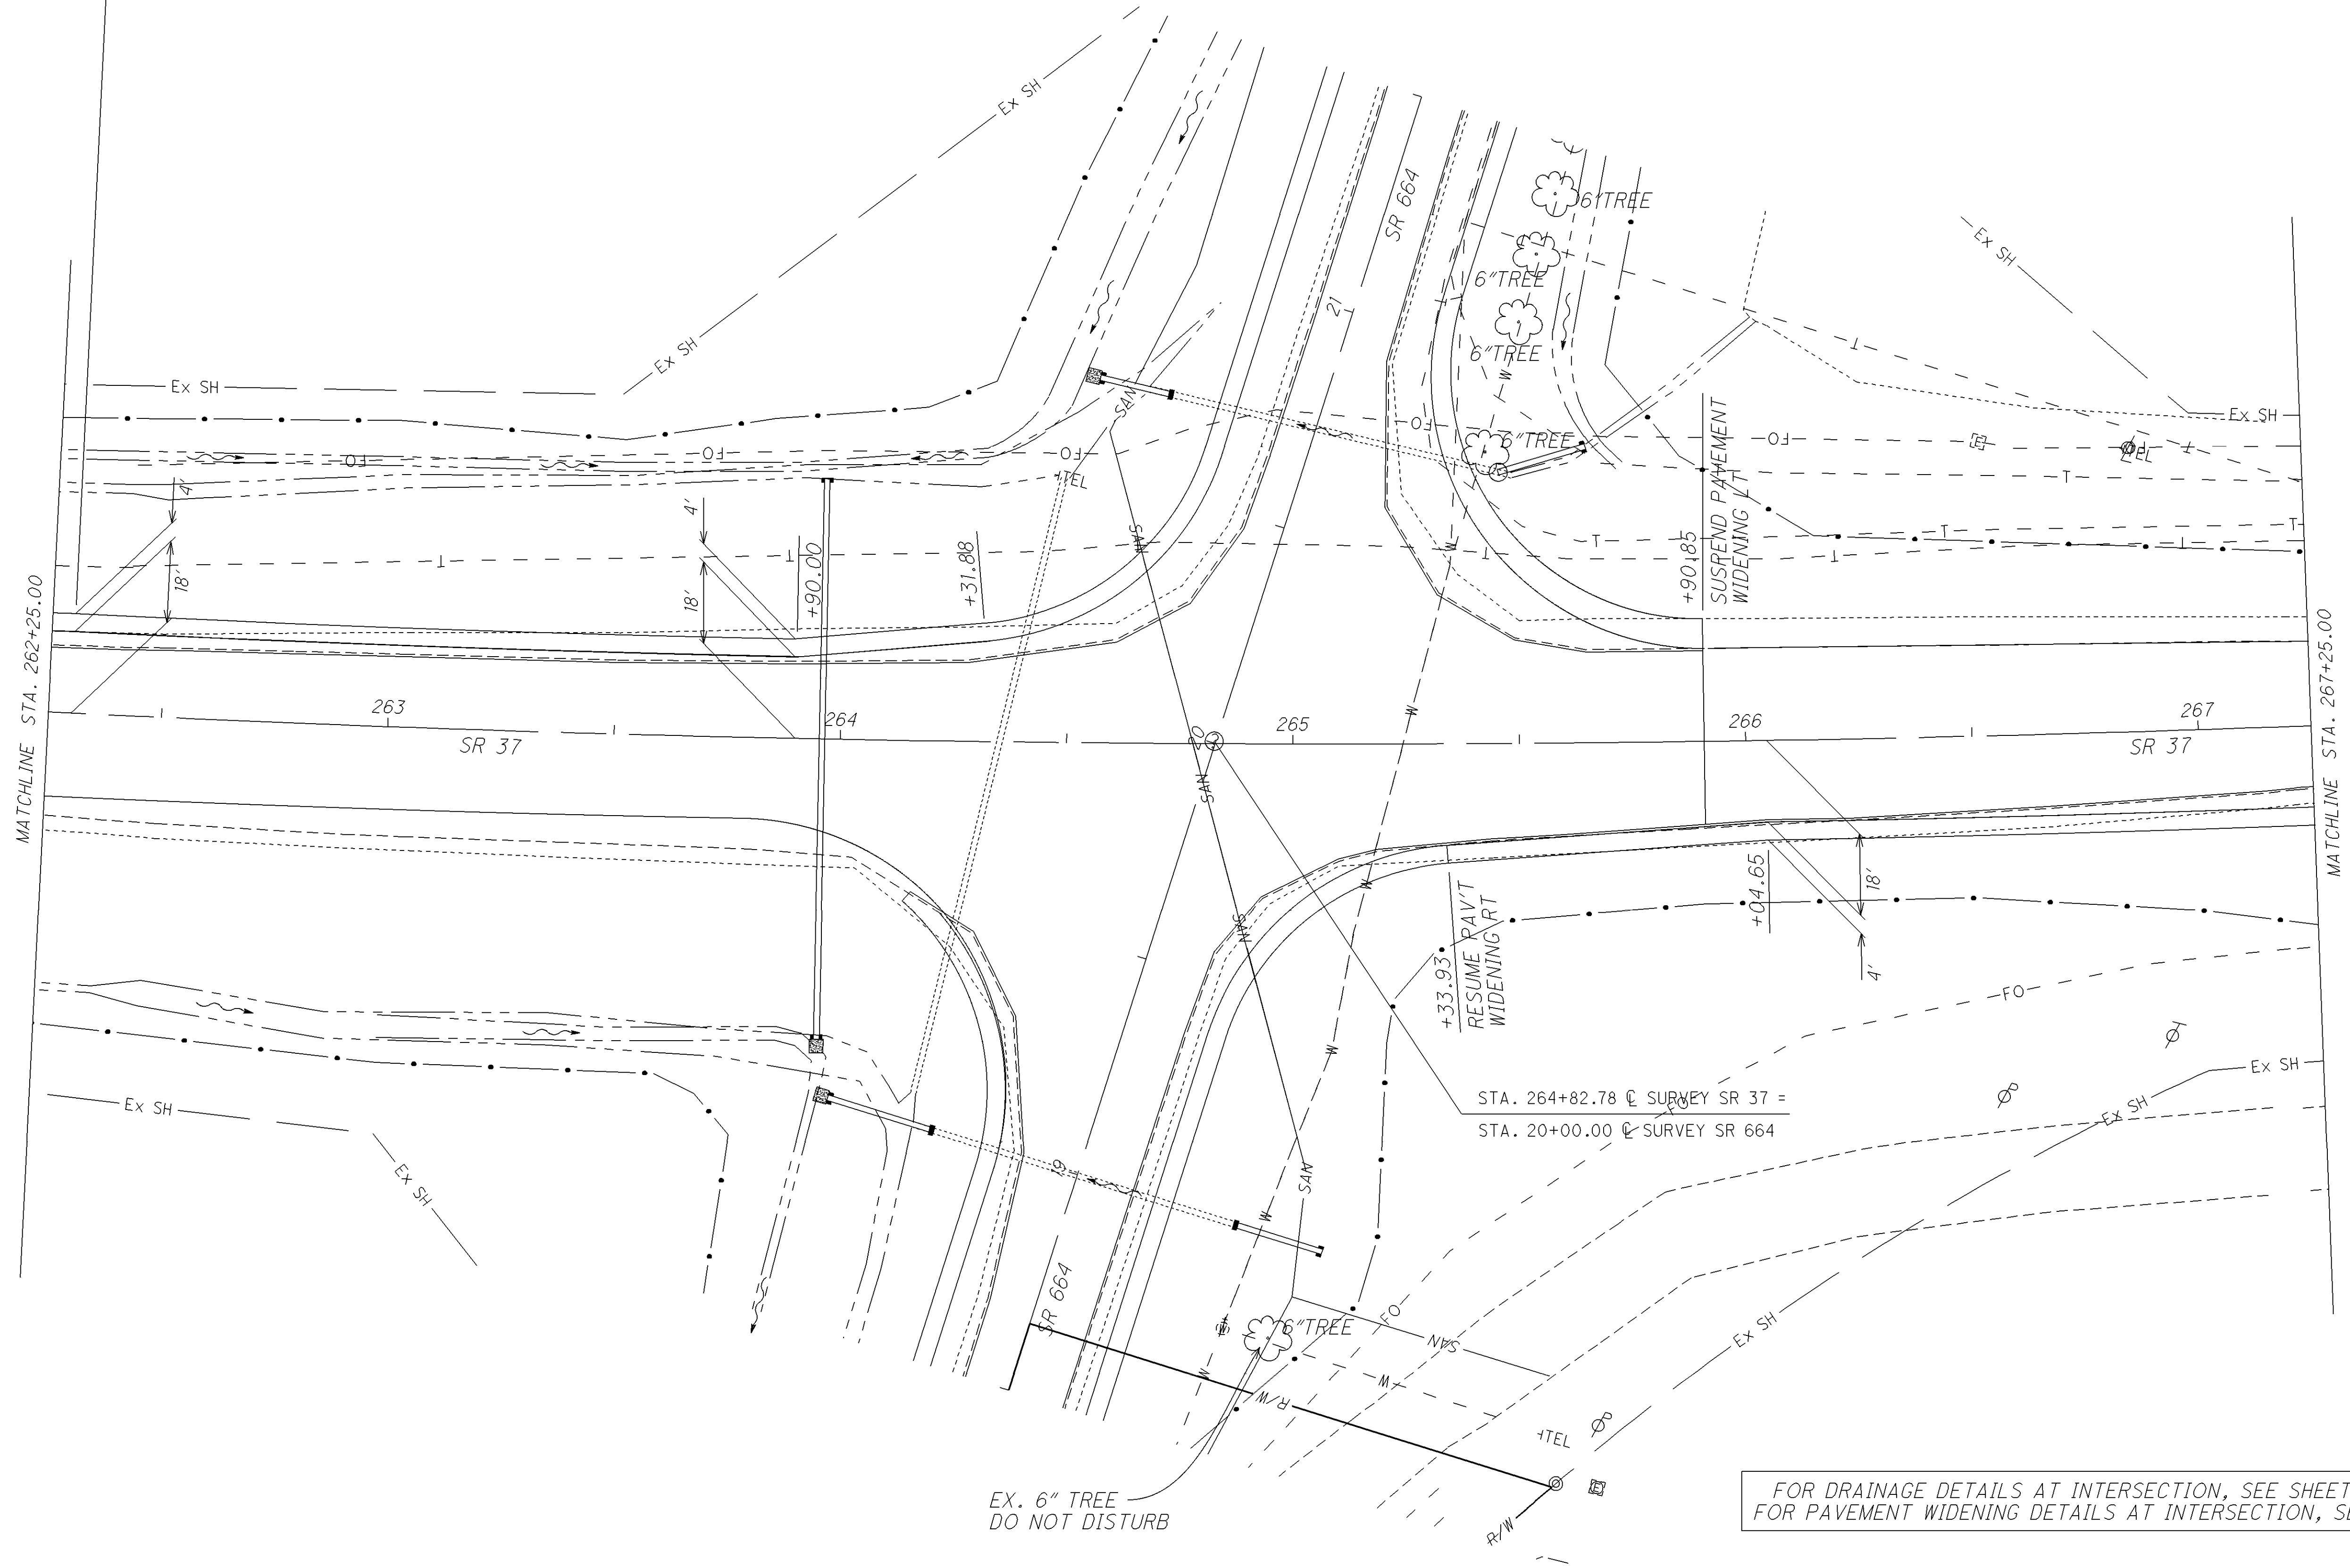 Ex SH
SR 664
6"TREE
6"TREE
6"TREE
6"TREE
21
Ex SH
Ex SH
Ex SH
Ex SH
SAN
FO
FO
FO
FO
FO
E
TEL
TEL
T
T
T
T
T
T
T
T
T
T
4'
18'
4'
18'
+90.00
+31.88
SAN
W
W
+90.85
SUSPEND PAVEMENT
WIDENING LT
MATCHLINE STA. 262+25.00
MATCHLINE STA. 267+25.00
263
264
265
266
267
SR 37
SR 37
20
W
SAN
W
SAN
+33.93
RESUME PAV'T
WIDENING RT
+04.65
18'
4'
FO
W
Ex SH
Ex SH
Ex SH
Ex SH
STA. 264+82.78 ℄ SURVEY SR 37 =
STA. 20+00.00 ℄ SURVEY SR 664
FO
19
SAN
W
SR 664
W
6"TREE
FO
SAN
Ex SH
W
W
R/W
TEL
E
R/W
EX. 6" TREE
DO NOT DISTURB
FOR DRAINAGE DETAILS AT INTERSECTION, SEE SHEET
FOR PAVEMENT WIDENING DETAILS AT INTERSECTION,